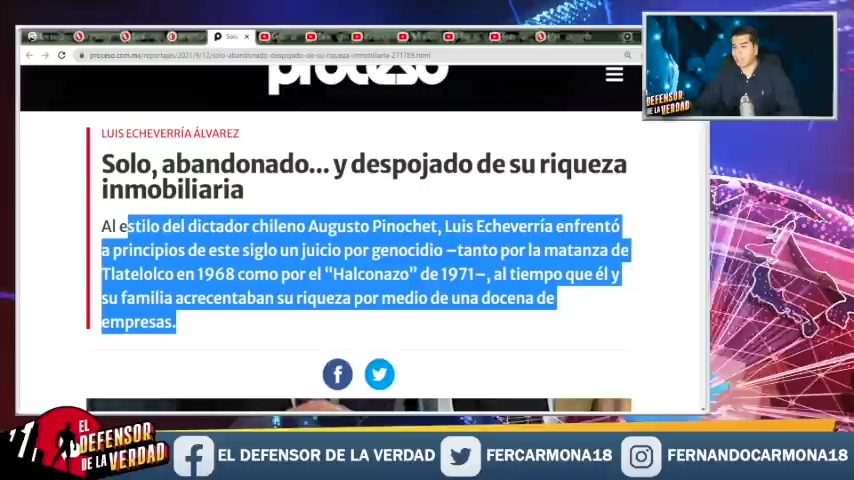 Solo
proceso.com.mx/reportajes/2021/9/12/solo-abandonado-despojado-de-su-riqueza-inmobiliaria-271789.html
proceso
EL DEFENSOR
DE LA VERDAD
LUIS ECHEVERRÍA ÁLVAREZ
Solo, abandonado... y despojado de su riqueza
inmobiliaria
Al estilo del dictador chileno Augusto Pinochet, Luis Echeverría enfrentó
a principios de este siglo un juicio por genocidio –tanto por la matanza de
Tlatelolco en 1968 como por el “Halconazo” de 1971–, al tiempo que él y
su familia acrecentaban su riqueza por medio de una docena de
empresas.
EL
DEFENSOR
DE LA VERDAD
EL DEFENSOR DE LA VERDAD
FERCARMONA18
FERNANDOCARMONA18